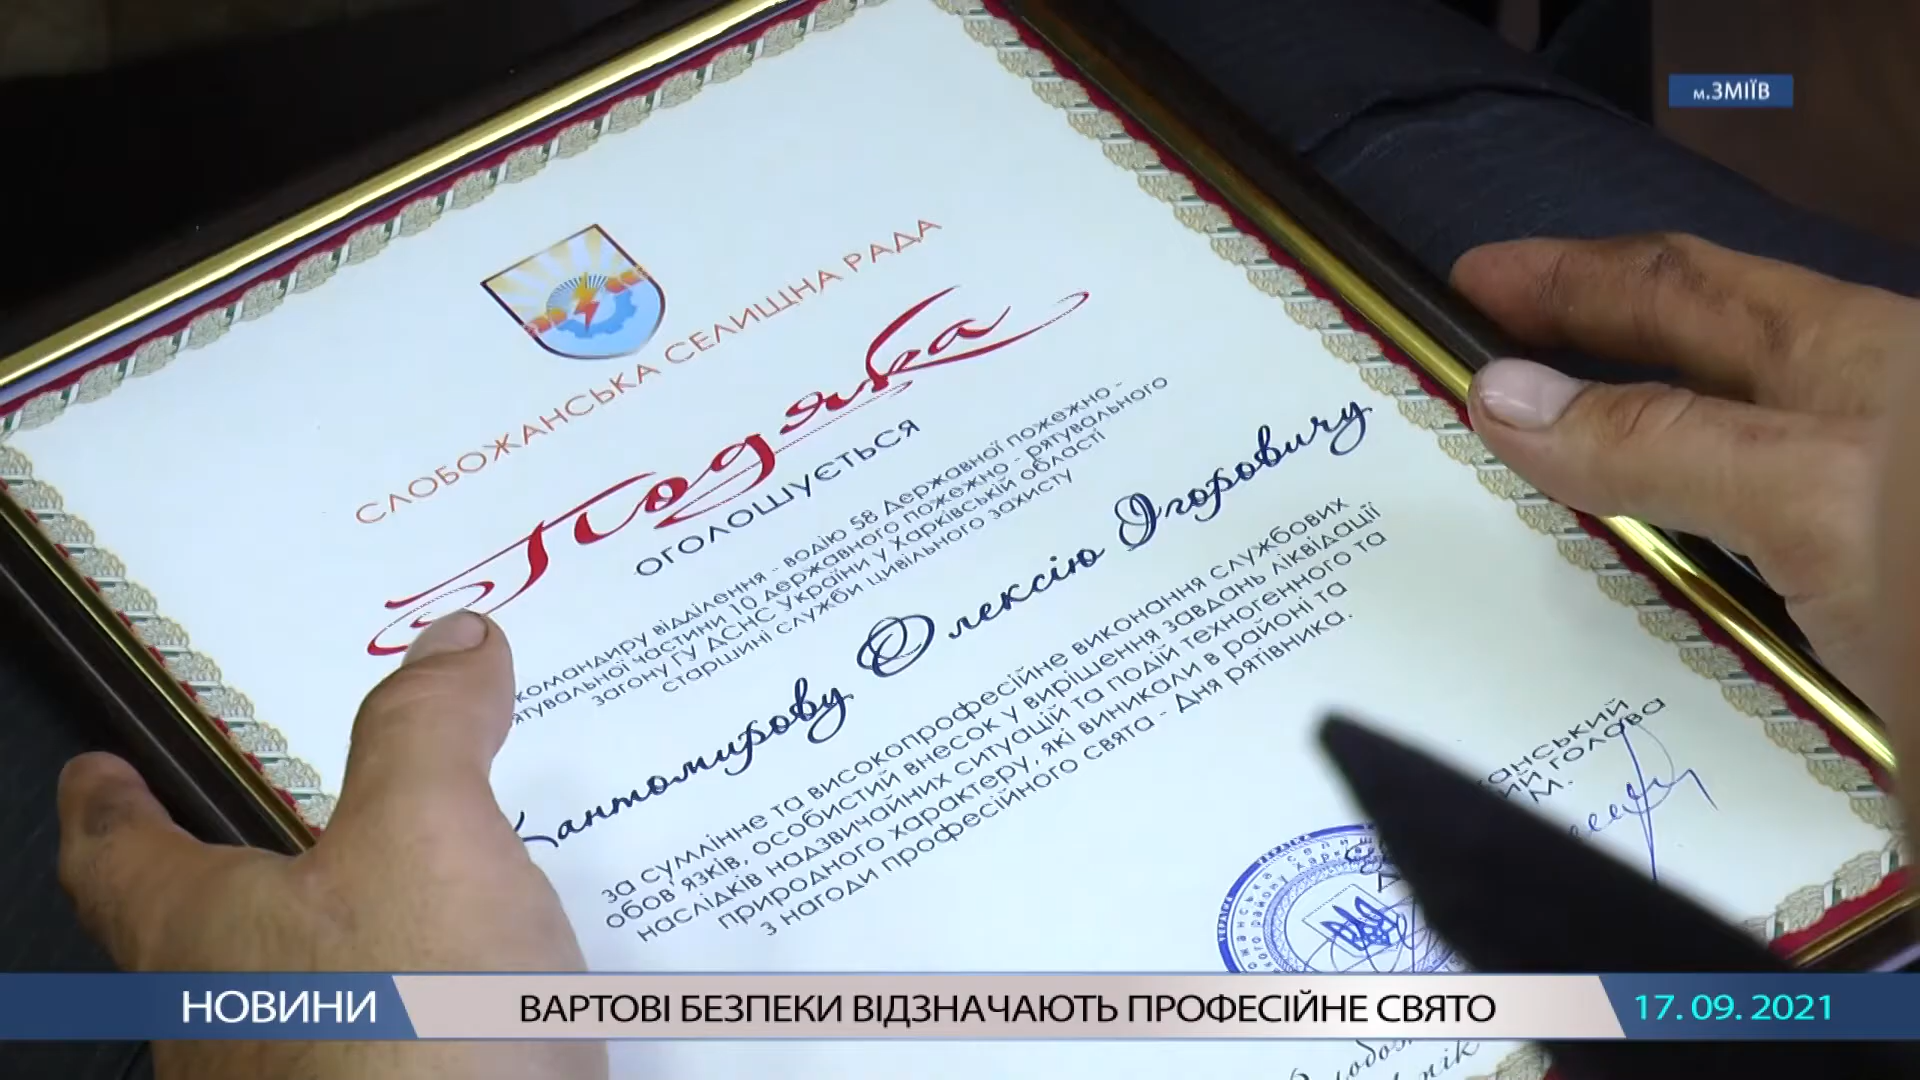 м.ЗМІЇВ
СЛОБОЖАНСЬКА СЕЛИЩНА РАДА
Подяка
ОГОЛОШУЄТЬСЯ
командиру відділення - водію 58 Державної пожежно -
рятувальної частини 10 державного пожежно - рятувального
загону ГУ ДСНС України у Харківській області
старшині служби цивільного захисту
Кантомирову Олексію Ігоровичу
за сумлінне та високопрофесійне виконання службових
обов'язків, особистий внесок у вирішення завдань ліквідації
наслідків надзвичайних ситуацій та подій техногенного та
природного характеру, які виникали в районі та
з нагоди професійного свята - Дня рятівника.
голова
М.
УКРАЇНА
НОВИНИ
ВАРТОВІ БЕЗПЕКИ ВІДЗНАЧАЮТЬ ПРОФЕСІЙНЕ СВЯТО
17.09.2021